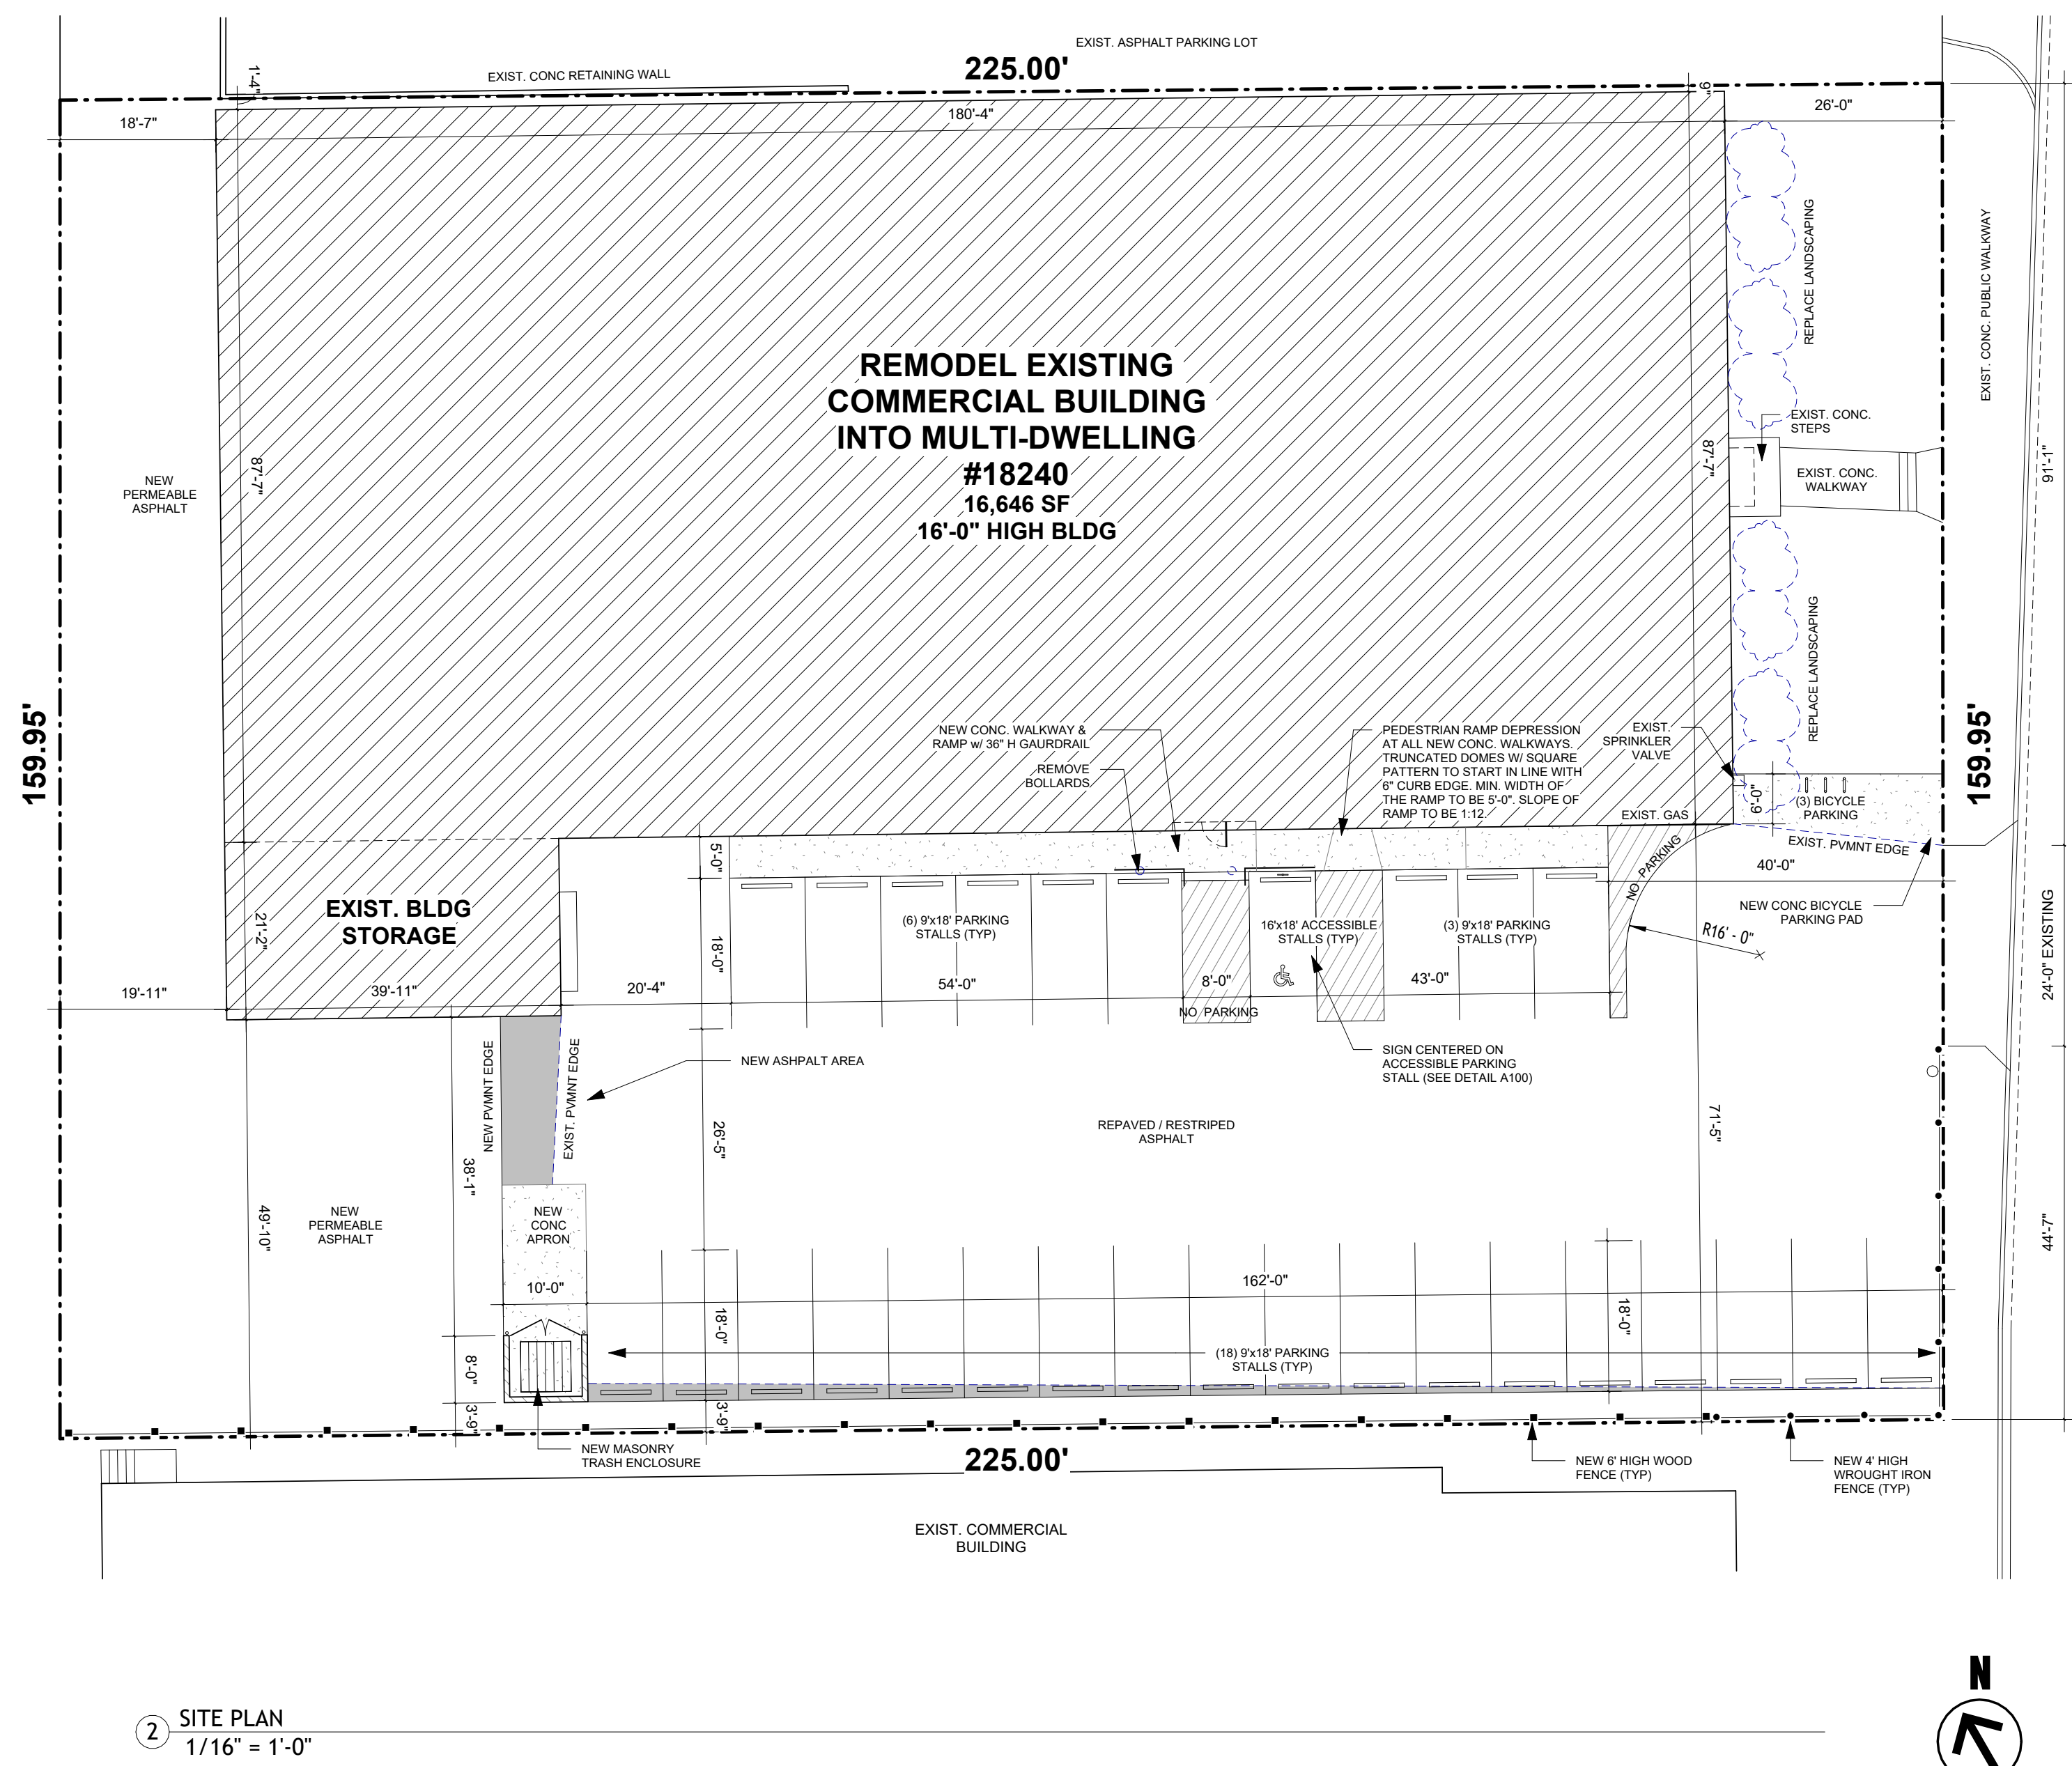 EXIST. ASPHALT PARKING LOT
225.00'
EXIST. CONC RETAINING WALL
1'-4"
9"
18'-7"
180'-4"
26'-0"
REPLACE LANDSCAPING
EXIST. CONC. PUBLIC WALKWAY
REMODEL EXISTING
COMMERCIAL BUILDING
INTO MULTI-DWELLING
#18240
16,646 SF
16'-0" HIGH BLDG
EXIST. CONC.
STEPS
EXIST. CONC.
WALKWAY
87'-7"
87'-7"
91'-1"
NEW
PERMEABLE
ASPHALT
REPLACE LANDSCAPING
159.95'
159.95'
NEW CONC. WALKWAY &
RAMP w/ 36" H GAURDRAIL
REMOVE
BOLLARDS
PEDESTRIAN RAMP DEPRESSION
AT ALL NEW CONC. WALKWAYS.
TRUNCATED DOMES W/ SQUARE
PATTERN TO START IN LINE WITH
6" CURB EDGE. MIN. WIDTH OF
THE RAMP TO BE 5'-0". SLOPE OF
RAMP TO BE 1:12.
EXIST.
SPRINKLER
VALVE
EXIST. GAS
6'-0"
(3) BICYCLE
PARKING
EXIST. PVMNT EDGE
40'-0"
NO PARKING
NEW CONC BICYCLE
PARKING PAD
R16' - 0"
24'-0" EXISTING
5'-0"
EXIST. BLDG
STORAGE
21'-2"
(6) 9'x18' PARKING
STALLS (TYP)
16'x18' ACCESSIBLE
STALLS (TYP)
(3) 9'x18' PARKING
STALLS (TYP)
18'-0"
19'-11"
39'-11"
20'-4"
54'-0"
8'-0"
43'-0"
NO PARKING
NEW PVMNT EDGE
EXIST. PVMNT EDGE
NEW ASHPALT AREA
SIGN CENTERED ON
ACCESSIBLE PARKING
STALL (SEE DETAIL A100)
REPAVED / RESTRIPED
ASPHALT
26'-5"
71'-5"
38'-1"
49'-10"
NEW
PERMEABLE
ASPHALT
NEW
CONC
APRON
44'-7"
10'-0"
162'-0"
18'-0"
18'-0"
(18) 9'x18' PARKING
STALLS (TYP)
8'-0"
3'-9"
3'-9"
NEW MASONRY
TRASH ENCLOSURE
225.00'
NEW 6' HIGH WOOD
FENCE (TYP)
NEW 4' HIGH
WROUGHT IRON
FENCE (TYP)
EXIST. COMMERCIAL
BUILDING
N
2
SITE PLAN
1/16" = 1'-0"